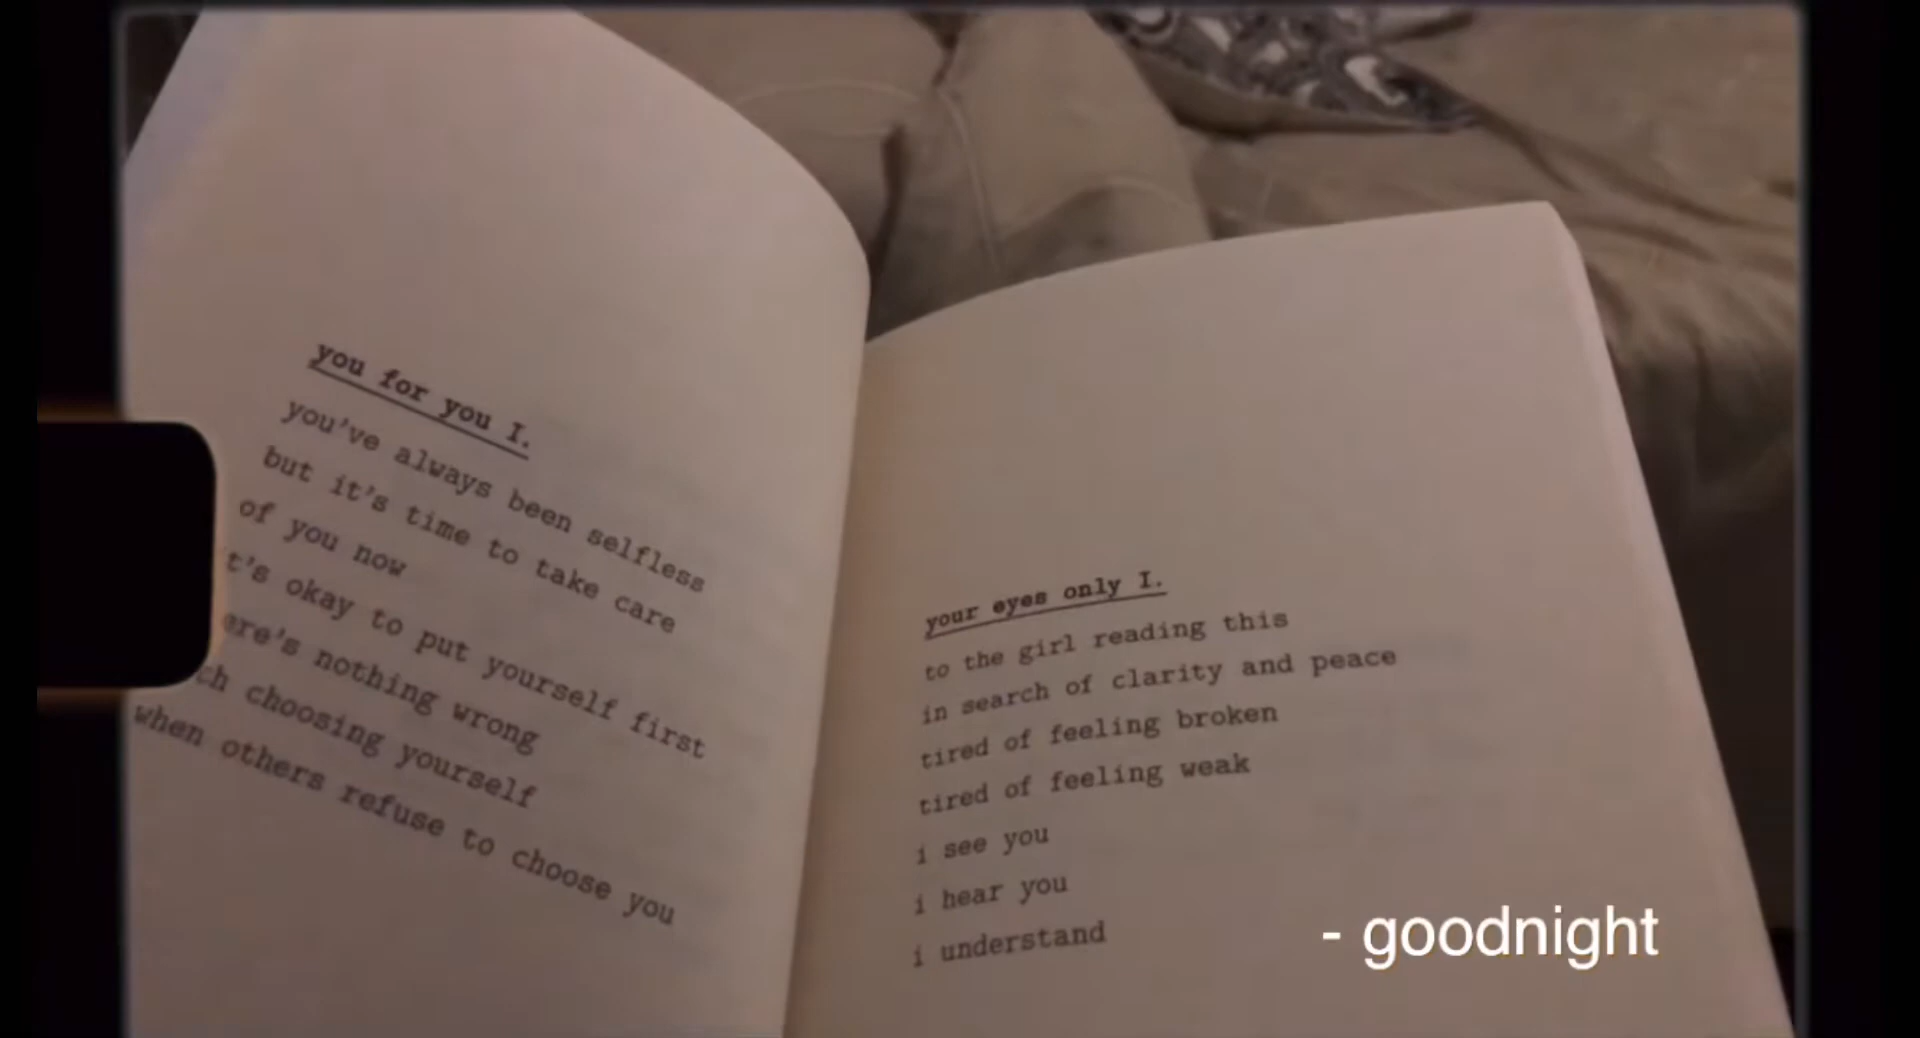 you for you I.
you've always been selfless
but it's time to take care
of you now
t's okay to put yourself first
ere's nothing wrong
th choosing yourself
when others refuse to choose you
your eyes only I.
to the girl reading this
in search of clarity and peace
tired of feeling broken
tired of feeling weak
i see you
i hear you
i understand
- goodnight